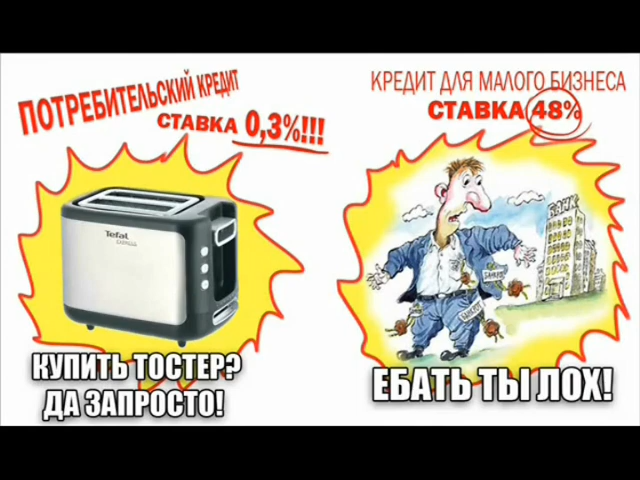 ПОТРЕБИТЕЛЬСКИЙ КРЕДИТ
СТАВКА 0,3%!!!
Tefal
EXPRESS
КУПИТЬ ТОСТЕР?
ДА ЗАПРОСТО!
КРЕДИТ ДЛЯ МАЛОГО БИЗНЕСА
СТАВКА 48%
БАНК
ЕБАТЬ ТЫ ЛОХ!